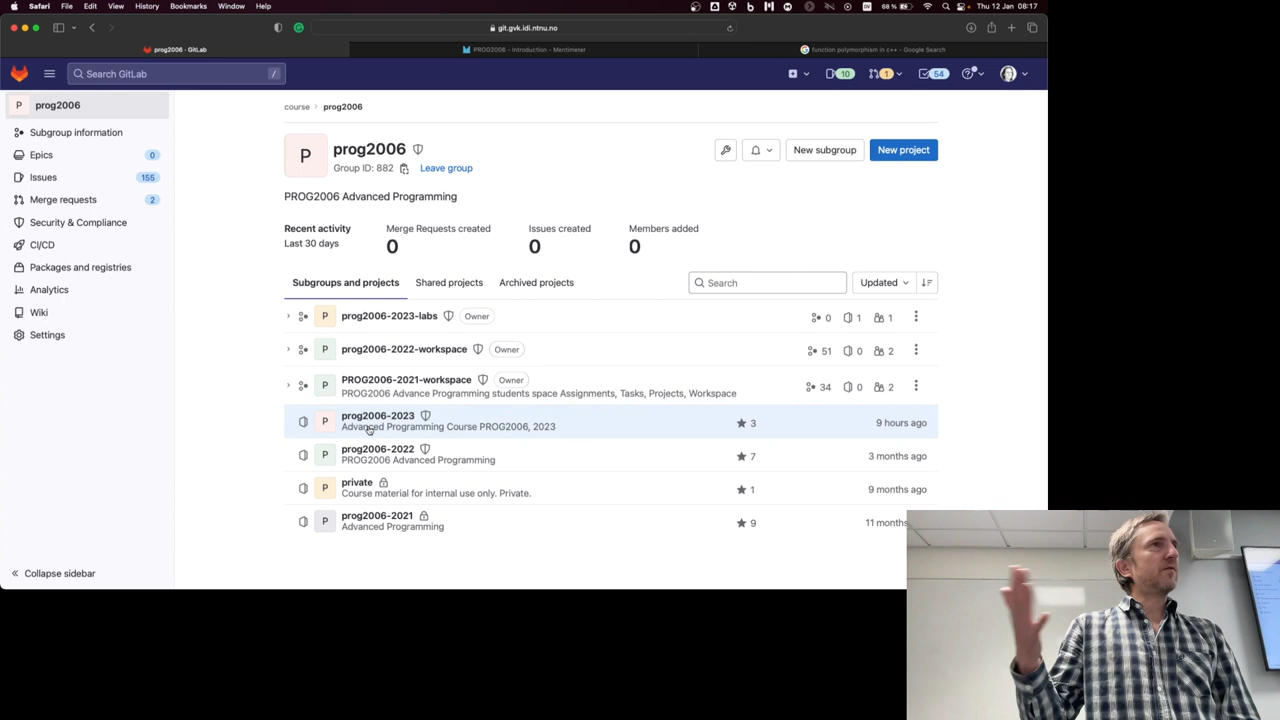 Safari File Edit View History Bookmarks Window Help
68 % Thu 12 Jan 08:17
git.gvk.idi.ntnu.no
prog2006 · GitLab
PROG2006 - Introduction - Mentimeter
function polymorphism in c++ - Google Search
Search GitLab /
10 1 54
P prog2006
Subgroup information
Epics 0
Issues 155
Merge requests 2
Security & Compliance
CI/CD
Packages and registries
Analytics
Wiki
Settings
Collapse sidebar
course › prog2006
P prog2006
Group ID: 882 Leave group
New subgroup New project
PROG2006 Advanced Programming
Recent activity
Last 30 days
Merge Requests created
0
Issues created
0
Members added
0
Subgroups and projects Shared projects Archived projects Search Updated
P prog2006-2023-labs Owner 0 1 1
P prog2006-2022-workspace Owner 51 0 2
P PROG2006-2021-workspace Owner 34 0 2
PROG2006 Advance Programming students space Assignments, Tasks, Projects, Workspace
P prog2006-2023 3 9 hours ago
Advanced Programming Course PROG2006, 2023
P prog2006-2022 7 3 months ago
PROG2006 Advanced Programming
P private 1 9 months ago
Course material for internal use only. Private.
P prog2006-2021 9 11 months
Advanced Programming